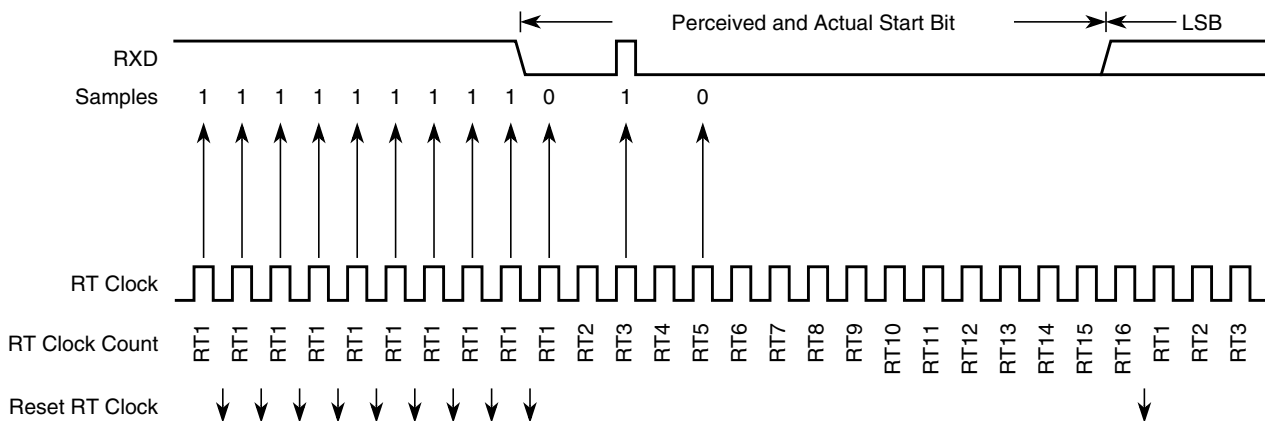 Perceived and Actual Start Bit
LSB
RXD
Samples 1 1 1 1 1 1 1 1 1 0 1 0
RT Clock
RT Clock Count RT1 RT1 RT1 RT1 RT1 RT1 RT1 RT1 RT1 RT1 RT2 RT3 RT4 RT5 RT6 RT7 RT8 RT9 RT10 RT11 RT12 RT13 RT14 RT15 RT16 RT1 RT2 RT3
Reset RT Clock